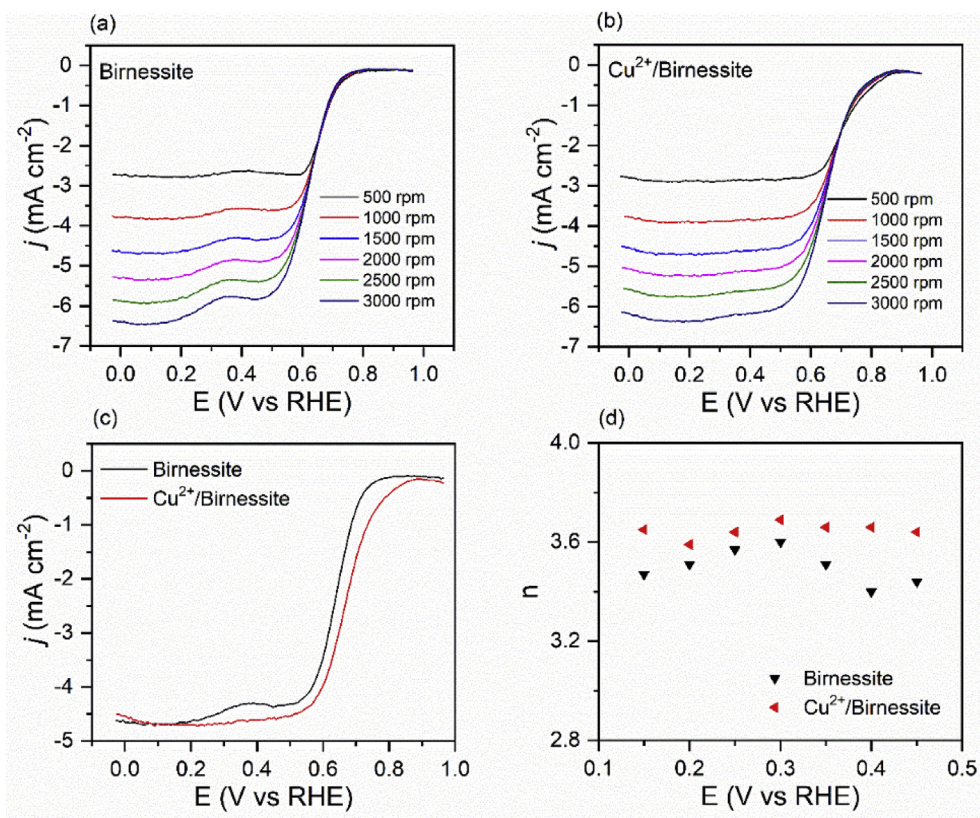 (a)
Birnessite
0
-1
-2
-3
-4
-5
-6
-7
j (mA cm⁻²)
500 rpm
1000 rpm
1500 rpm
2000 rpm
2500 rpm
3000 rpm
0.0 0.2 0.4 0.6 0.8 1.0
E (V vs RHE)
(b)
Cu²⁺/Birnessite
0
-1
-2
-3
-4
-5
-6
-7
j (mA cm⁻²)
500 rpm
1000 rpm
1500 rpm
2000 rpm
2500 rpm
3000 rpm
0.0 0.2 0.4 0.6 0.8 1.0
E (V vs RHE)
(c)
Birnessite
Cu²⁺/Birnessite
0
-1
-2
-3
-4
-5
j (mA cm⁻²)
0.0 0.2 0.4 0.6 0.8 1.0
E (V vs RHE)
(d)
4.0
3.6
3.2
2.8
n
Birnessite
Cu²⁺/Birnessite
0.1 0.2 0.3 0.4 0.5
E (V vs RHE)